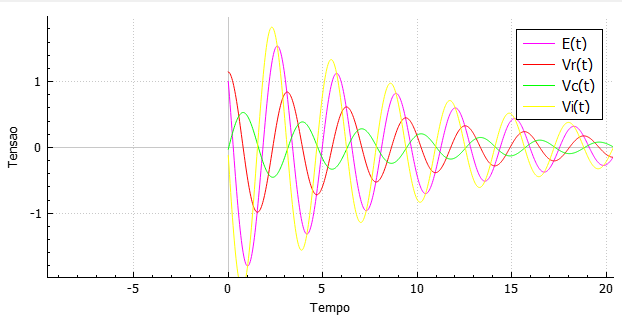 E(t)
Vr(t)
Vc(t)
Vi(t)
1
0
-1
Tensao
-5 0 5 10 15 20
Tempo